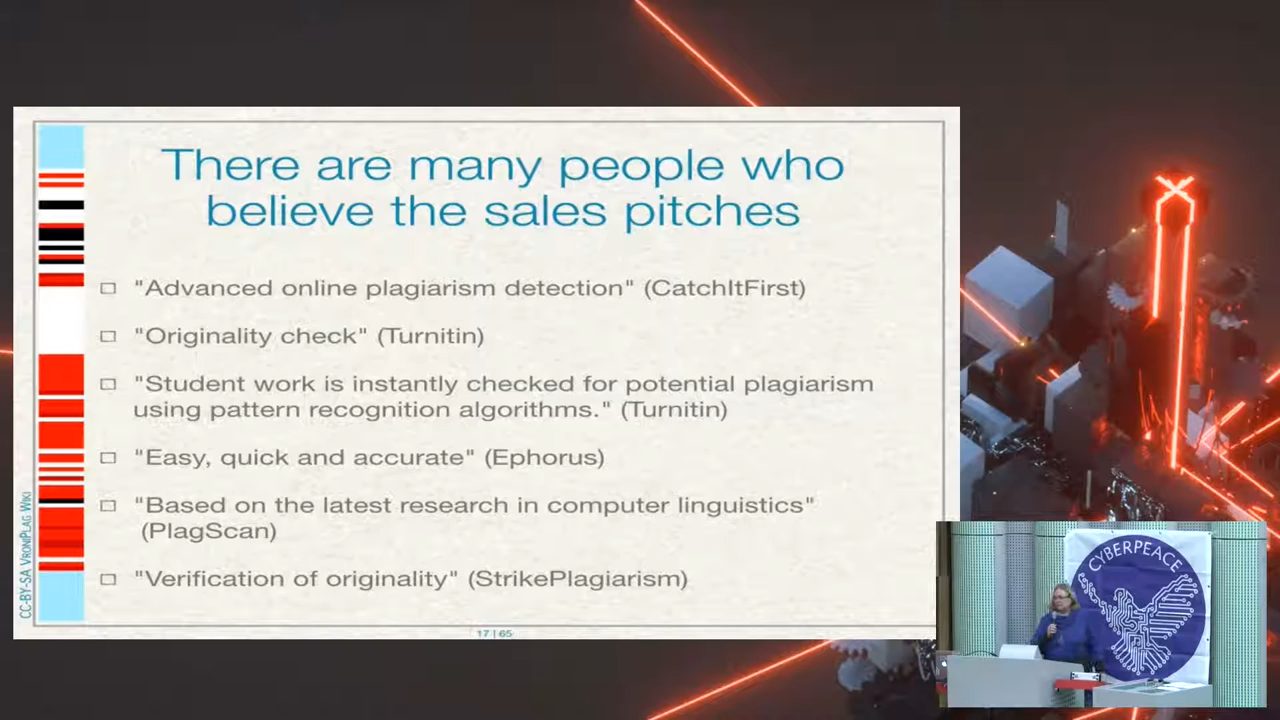 There are many people who
believe the sales pitches
□ "Advanced online plagiarism detection" (CatchItFirst)
□ "Originality check" (Turnitin)
□ "Student work is instantly checked for potential plagiarism
using pattern recognition algorithms." (Turnitin)
□ "Easy, quick and accurate" (Ephorus)
□ "Based on the latest research in computer linguistics"
(PlagScan)
□ "Verification of originality" (StrikePlagiarism)
CC-BY-SA VroniPlag Wiki
17 | 65
CYBERPEACE